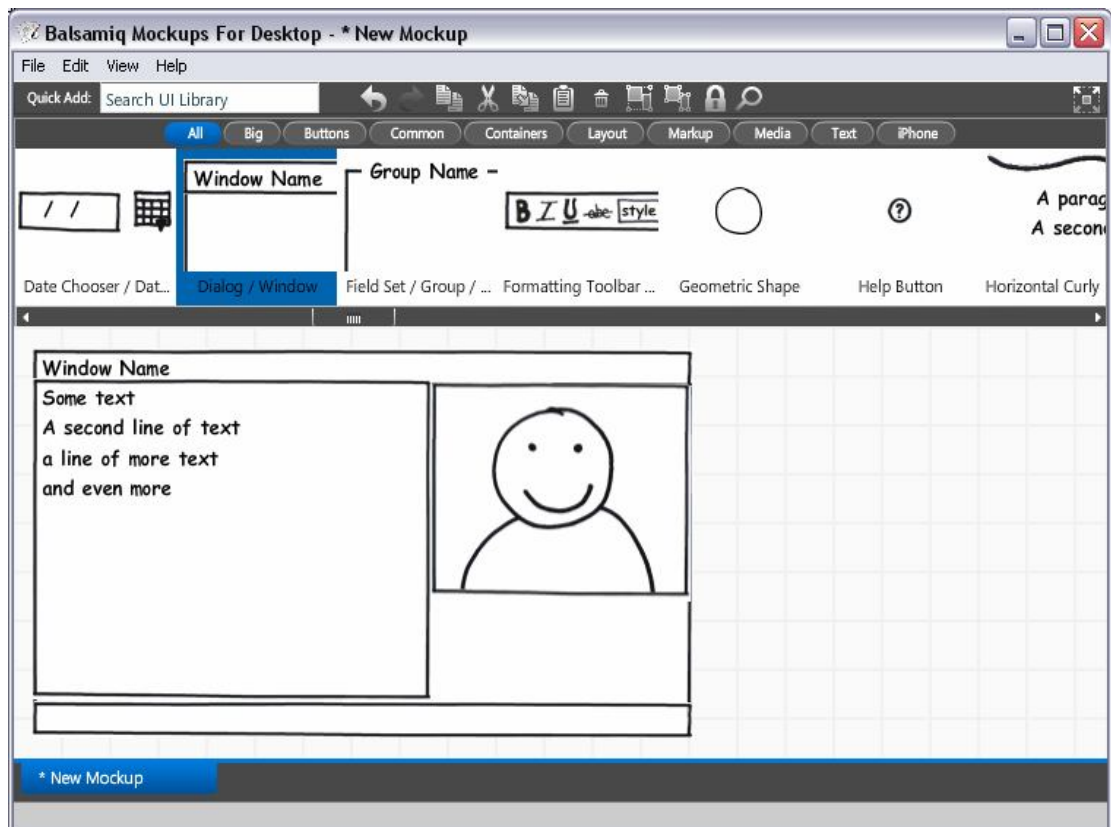 Balsamiq Mockups For Desktop - * New Mockup
File Edit View Help
Quick Add: Search UI Library
All Big Buttons Common Containers Layout Markup Media Text iPhone
Window Name
Group Name
/ /
B I U abc style
?
A parag
A secon
Date Chooser / Dat... Dialog / Window Field Set / Group / ... Formatting Toolbar ... Geometric Shape Help Button Horizontal Curly
Window Name
Some text
A second line of text
a line of more text
and even more
* New Mockup